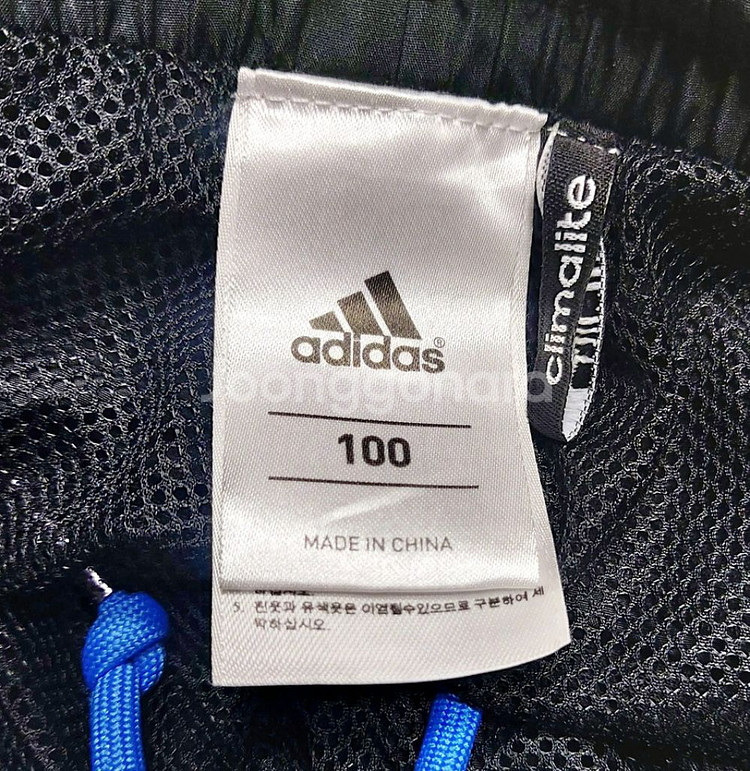 adidas®
100
MADE IN CHINA
5. 흰옷과 유색옷은 이염될수있으므로 구분하여 세
탁하십시오.
climalite
Joonggonara